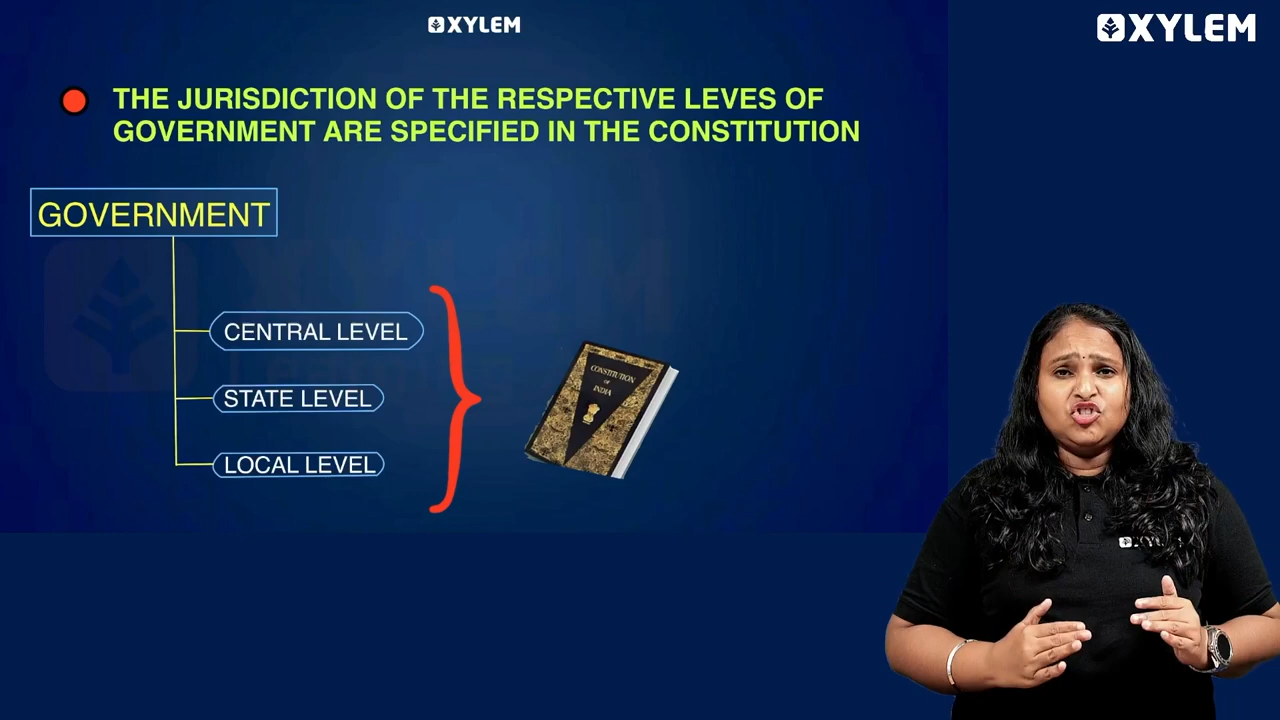 XYLEM
XYLEM
THE JURISDICTION OF THE RESPECTIVE LEVES OF
GOVERNMENT ARE SPECIFIED IN THE CONSTITUTION
GOVERNMENT
CENTRAL LEVEL
STATE LEVEL
LOCAL LEVEL
CONSTITUTION
OF
INDIA